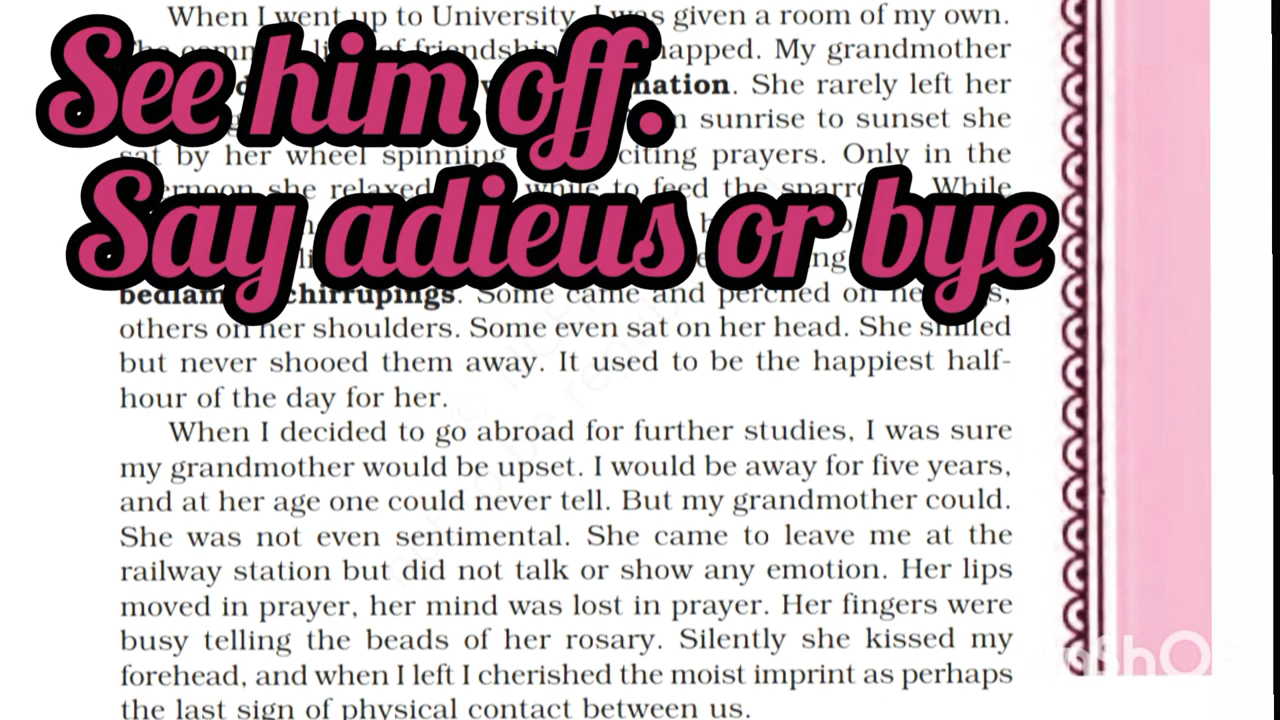 When I went up to University, I was given a room of my own.
See him off.
of friendship My grandmother
She rarely left her
sunrise to sunset she
sat by her wheel spinning prayers. Only in the
she relaxed while to feed the While
Say adieus or bye
bedlam chirrupings. Some came and perched on
others on her shoulders. Some even sat on her head. She smiled
but never shooed them away. It used to be the happiest half-
hour of the day for her.
When I decided to go abroad for further studies, I was sure
my grandmother would be upset. I would be away for five years,
and at her age one could never tell. But my grandmother could.
She was not even sentimental. She came to leave me at the
railway station but did not talk or show any emotion. Her lips
moved in prayer, her mind was lost in prayer. Her fingers were
busy telling the beads of her rosary. Silently she kissed my
forehead, and when I left I cherished the moist imprint as perhaps
the last sign of physical contact between us.